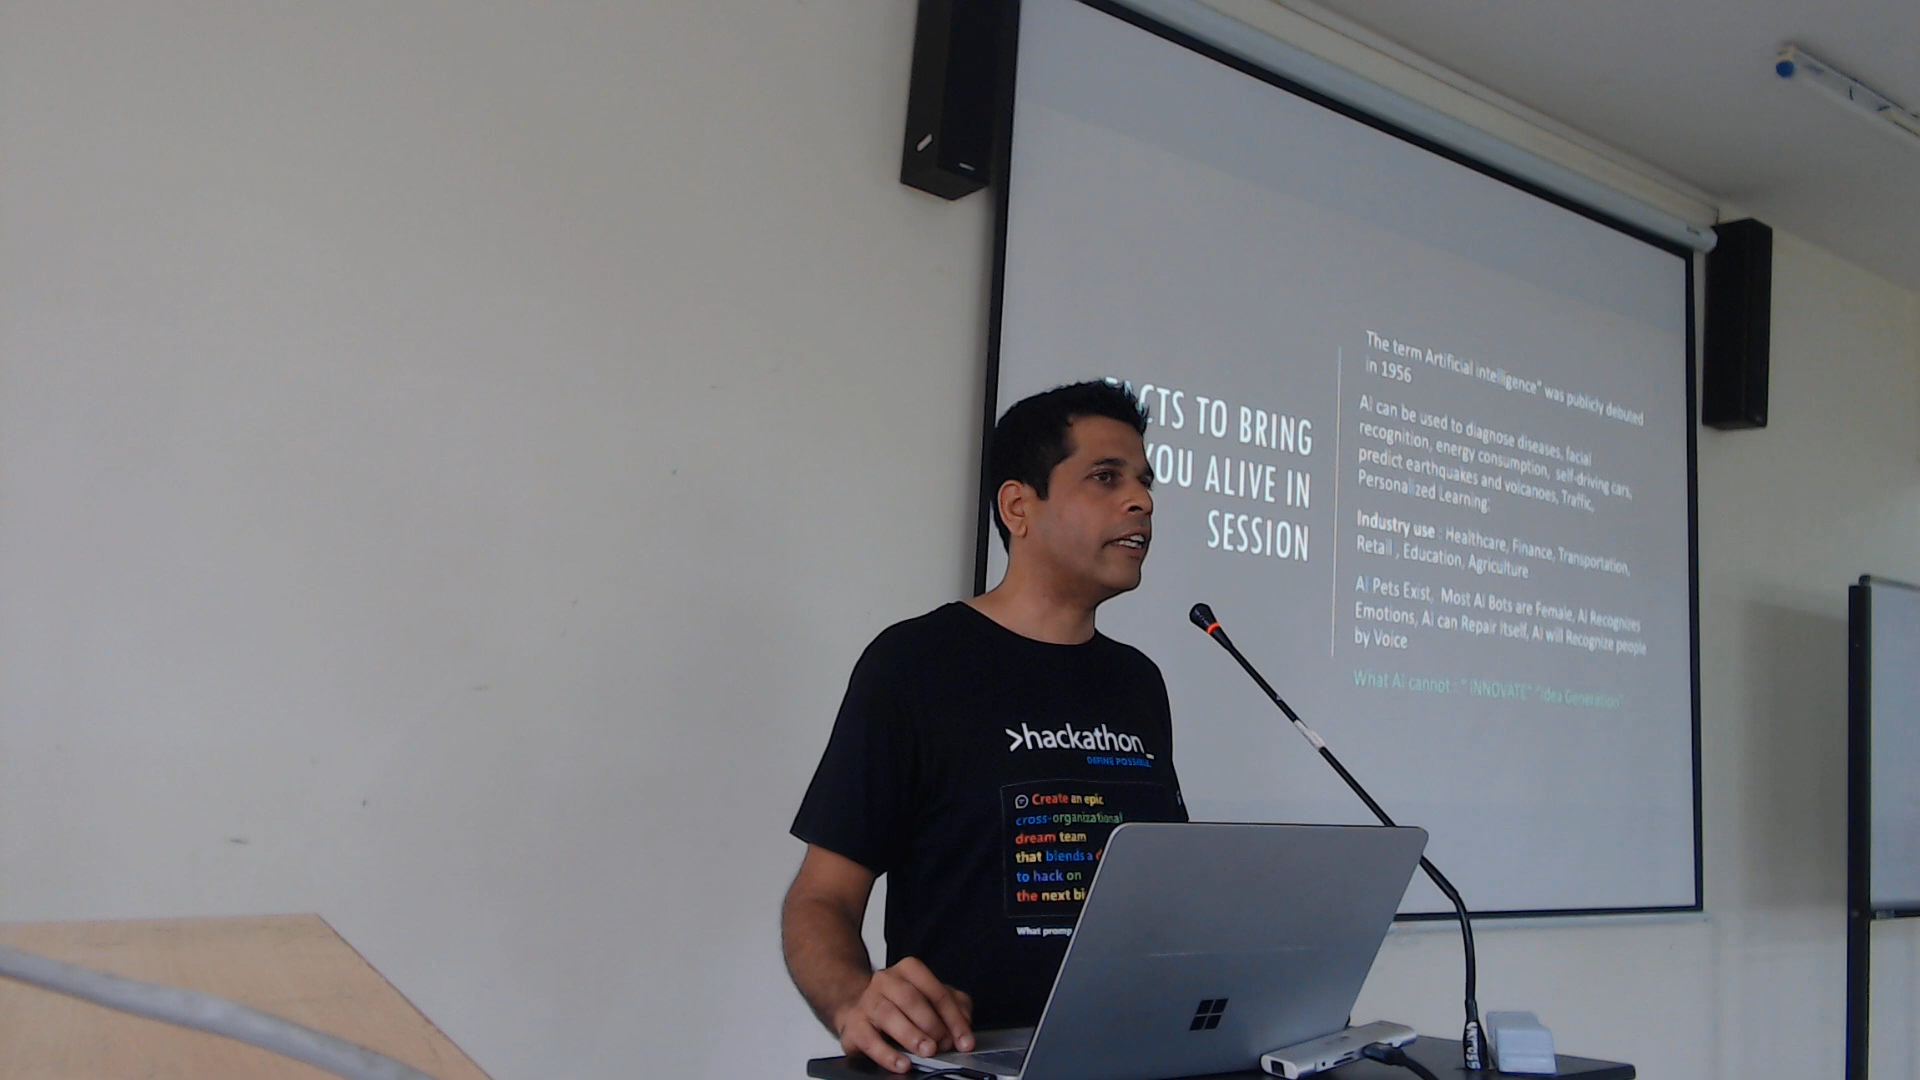 FACTS TO BRING
YOU ALIVE IN
SESSION
The term Artificial intelligence" was publicly debuted
in 1956
AI can be used to diagnose diseases, facial
recognition, energy consumption, self-driving cars,
predict earthquakes and volcanoes, Traffic,
Personalized Learning:
Industry use : Healthcare, Finance, Transportation,
Retail , Education, Agriculture
AI Pets Exist, Most AI Bots are Female, AI Recognizes
Emotions, AI can Repair itself, AI will Recognize people
by Voice
What AI cannot : " INNOVATE" "Idea Generation"
>hackathon_
DEFINE POSSIBLE.
Create an epic
cross-organizational
dream team
that blends a
to hack on
the next bi
What promp